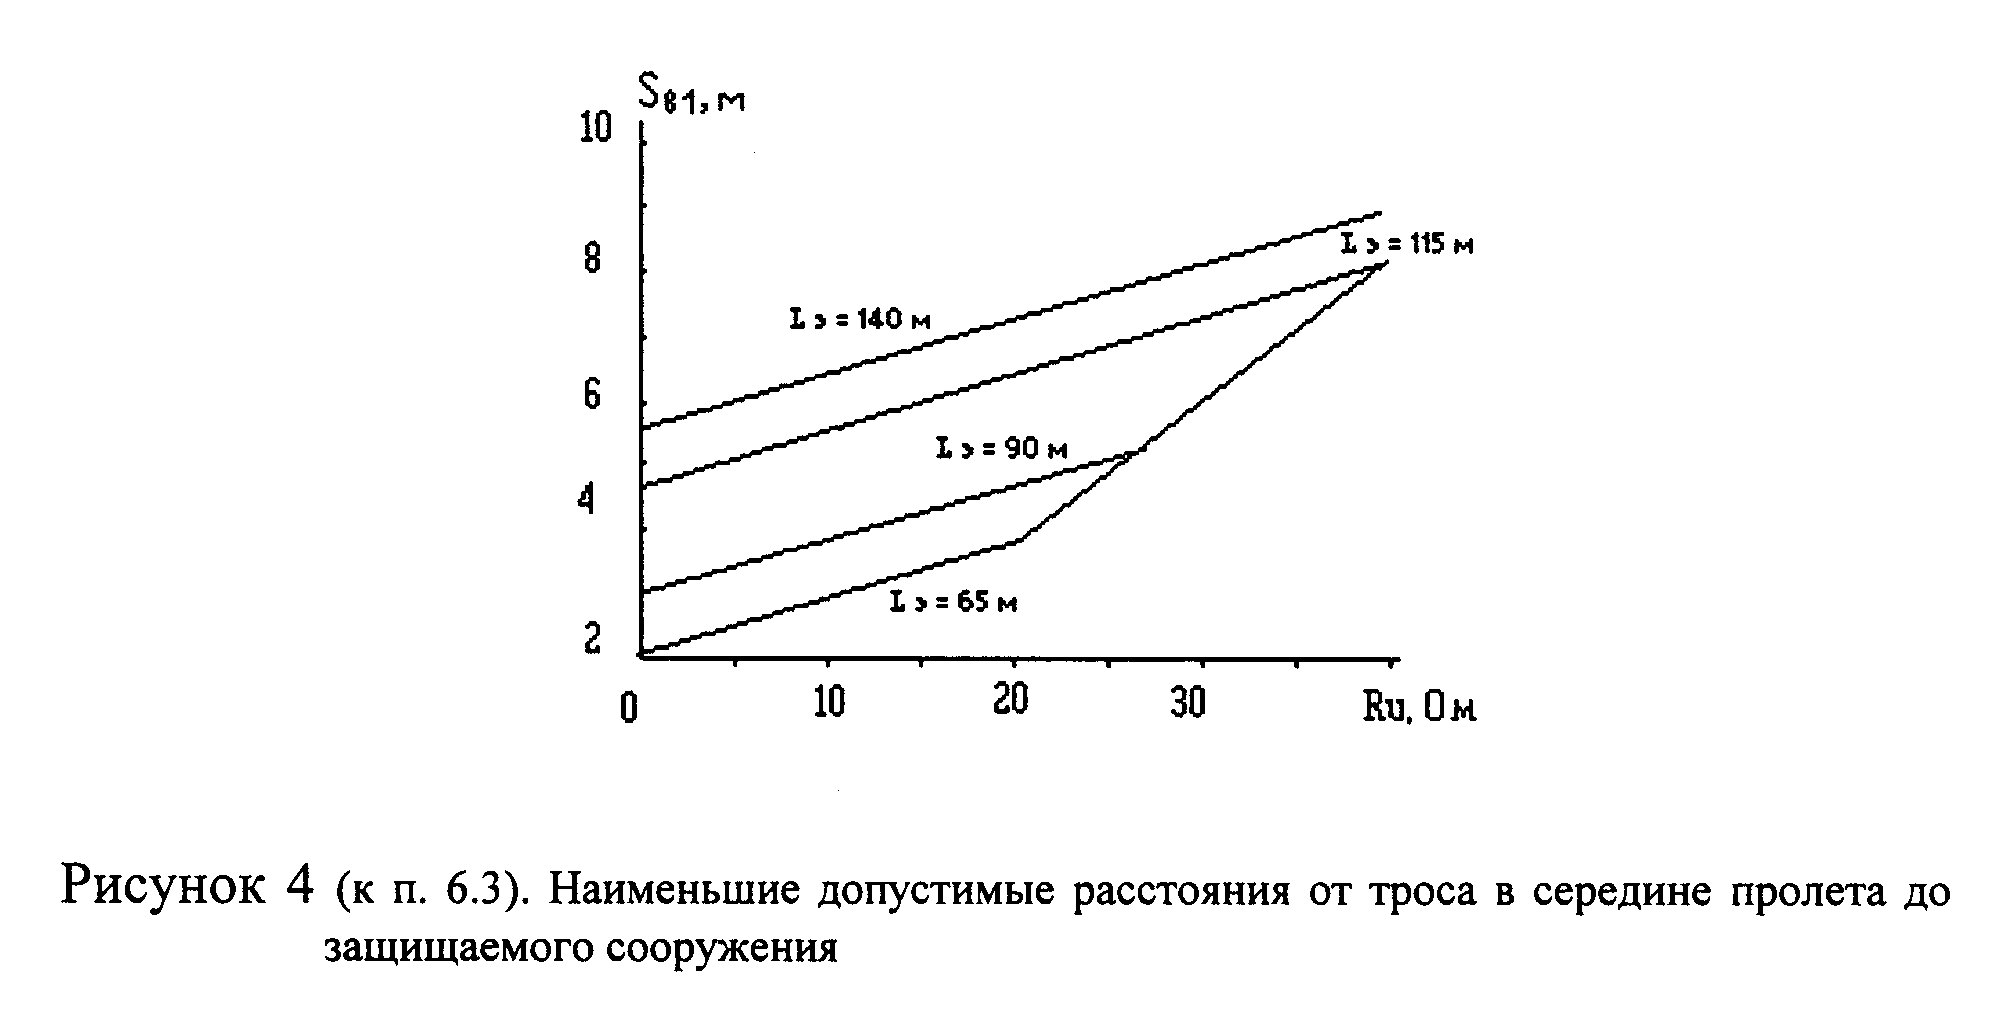 Sв1, м
10
8
6
4
2
Lэ = 115 м
Lэ = 140 м
Lэ = 90 м
Lэ = 65 м
0 10 20 30 Ru, Ом
Рисунок 4 (к п. 6.3). Наименьшие допустимые расстояния от троса в середине пролета до
защищаемого сооружения